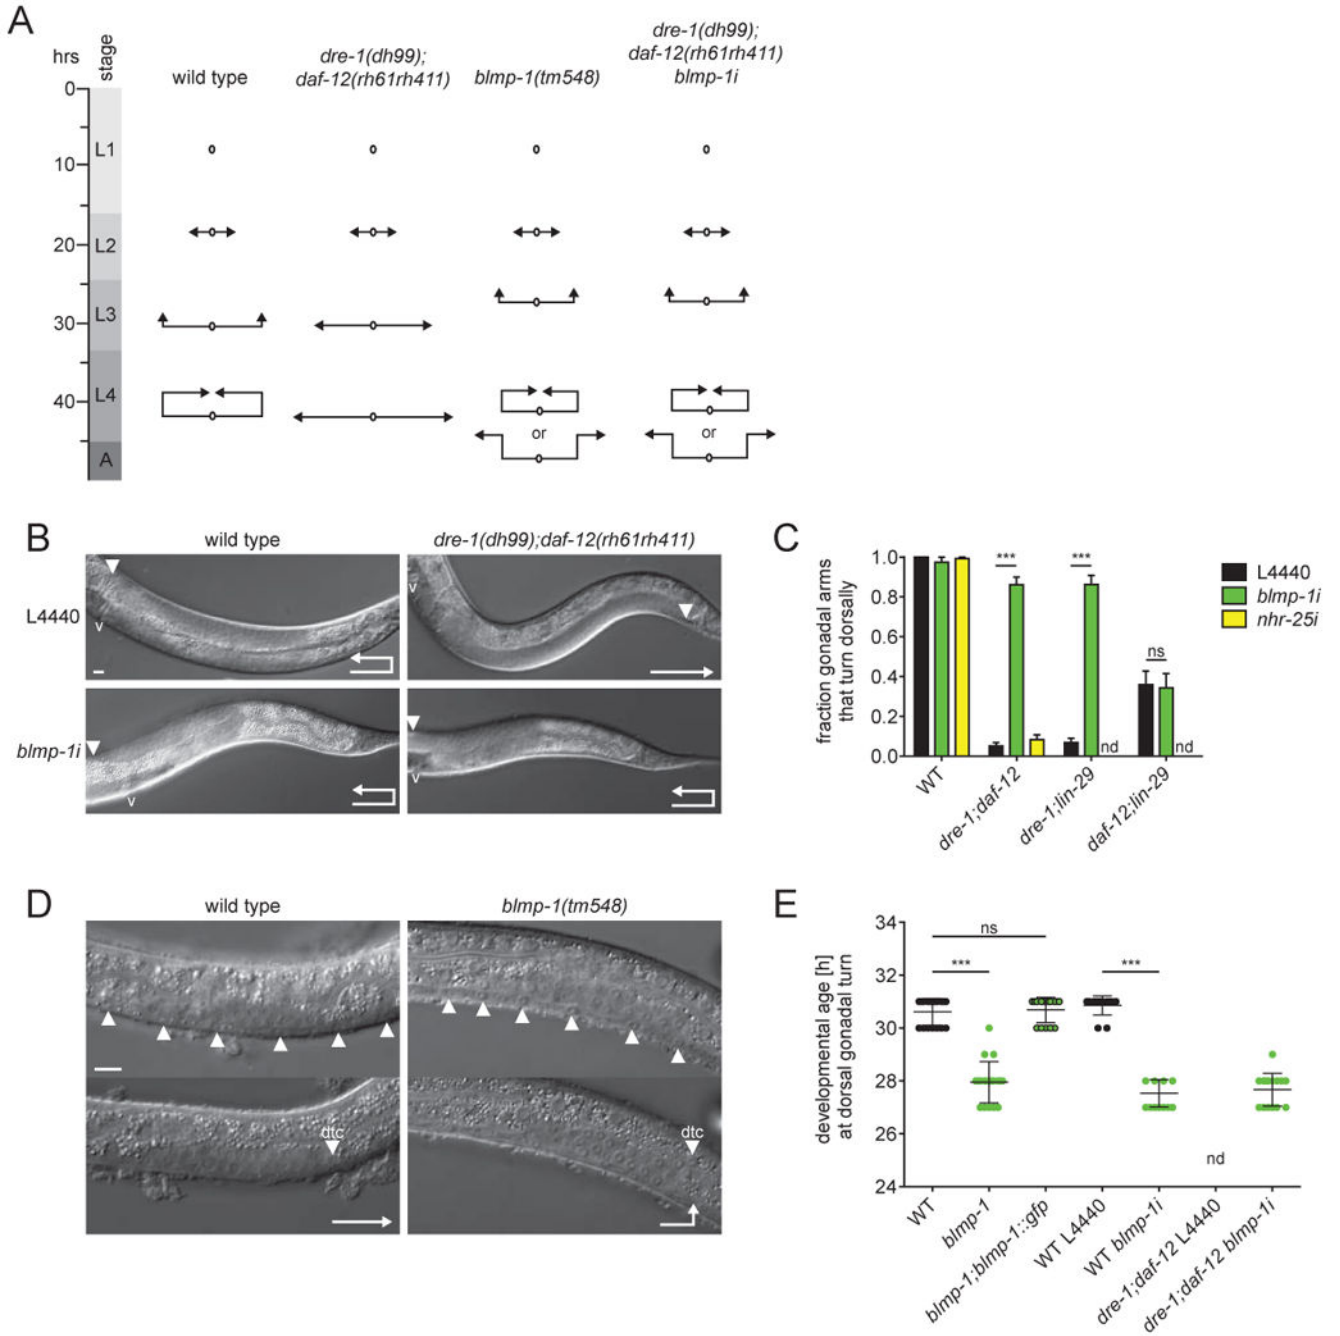 A
hrs
stage
wild type
dre-1(dh99);
daf-12(rh61rh411)
blmp-1(tm548)
dre-1(dh99);
daf-12(rh61rh411)
blmp-1i
0
10
20
30
40
L1
L2
L3
L4
A
or
or
B
wild type
dre-1(dh99);daf-12(rh61rh411)
L4440
v
v
blmp-1i
v
v
C
fraction gonadal arms
that turn dorsally
1.0
0.8
0.6
0.4
0.2
0.0
***
***
ns
nd
nd
WT
dre-1;daf-12
dre-1;lin-29
daf-12;lin-29
L4440
blmp-1i
nhr-25i
D
wild type
blmp-1(tm548)
dtc
dtc
E
developmental age [h]
at dorsal gonadal turn
34
32
30
28
26
24
ns
***
***
nd
WT
blmp-1
blmp-1;blmp-1::gfp
WT L4440
WT blmp-1i
dre-1;daf-12 L4440
dre-1;daf-12 blmp-1i